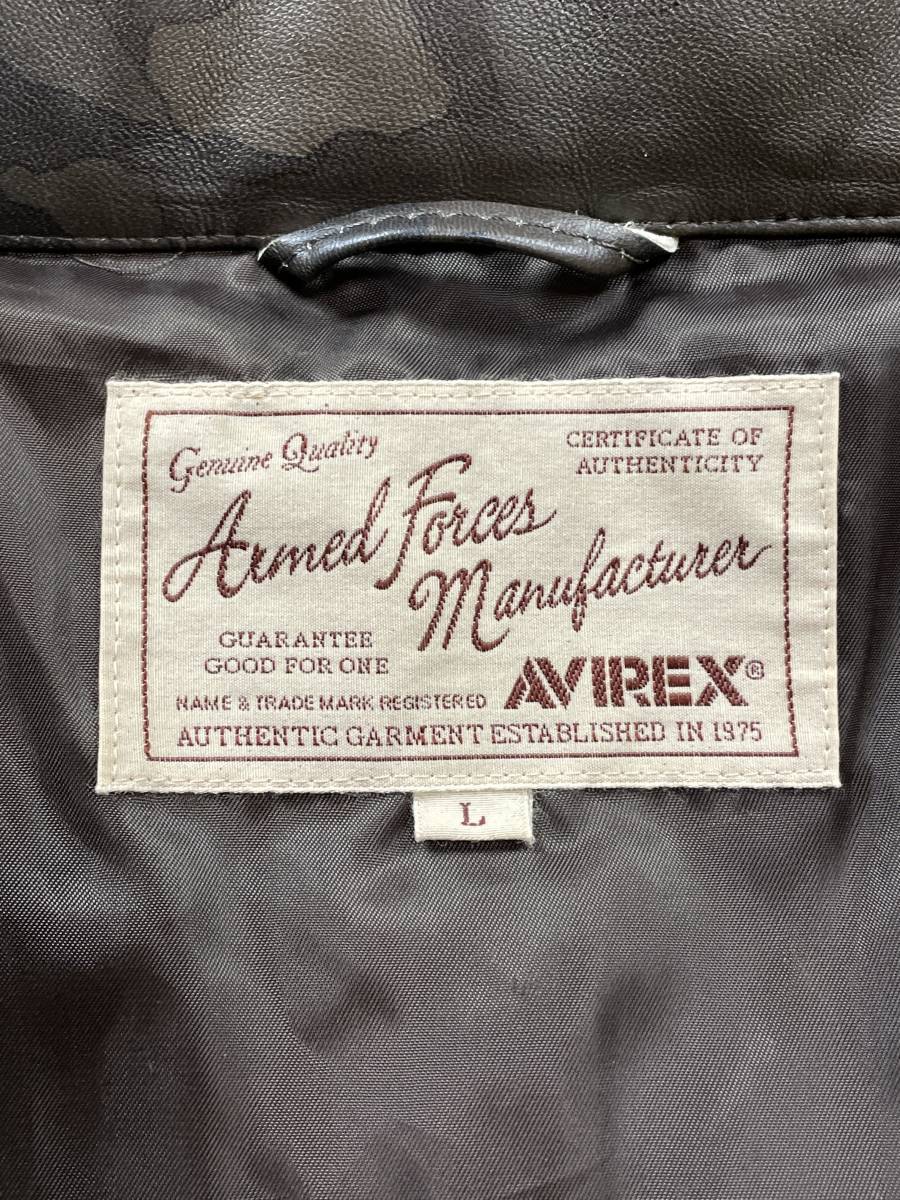 Genuine Quality
CERTIFICATE OF
AUTHENTICITY
Armed Forces
Manufacturer
GUARANTEE
GOOD FOR ONE
NAME & TRADE MARK REGISTERED
AVIREX®
AUTHENTIC GARMENT ESTABLISHED IN 1975
L